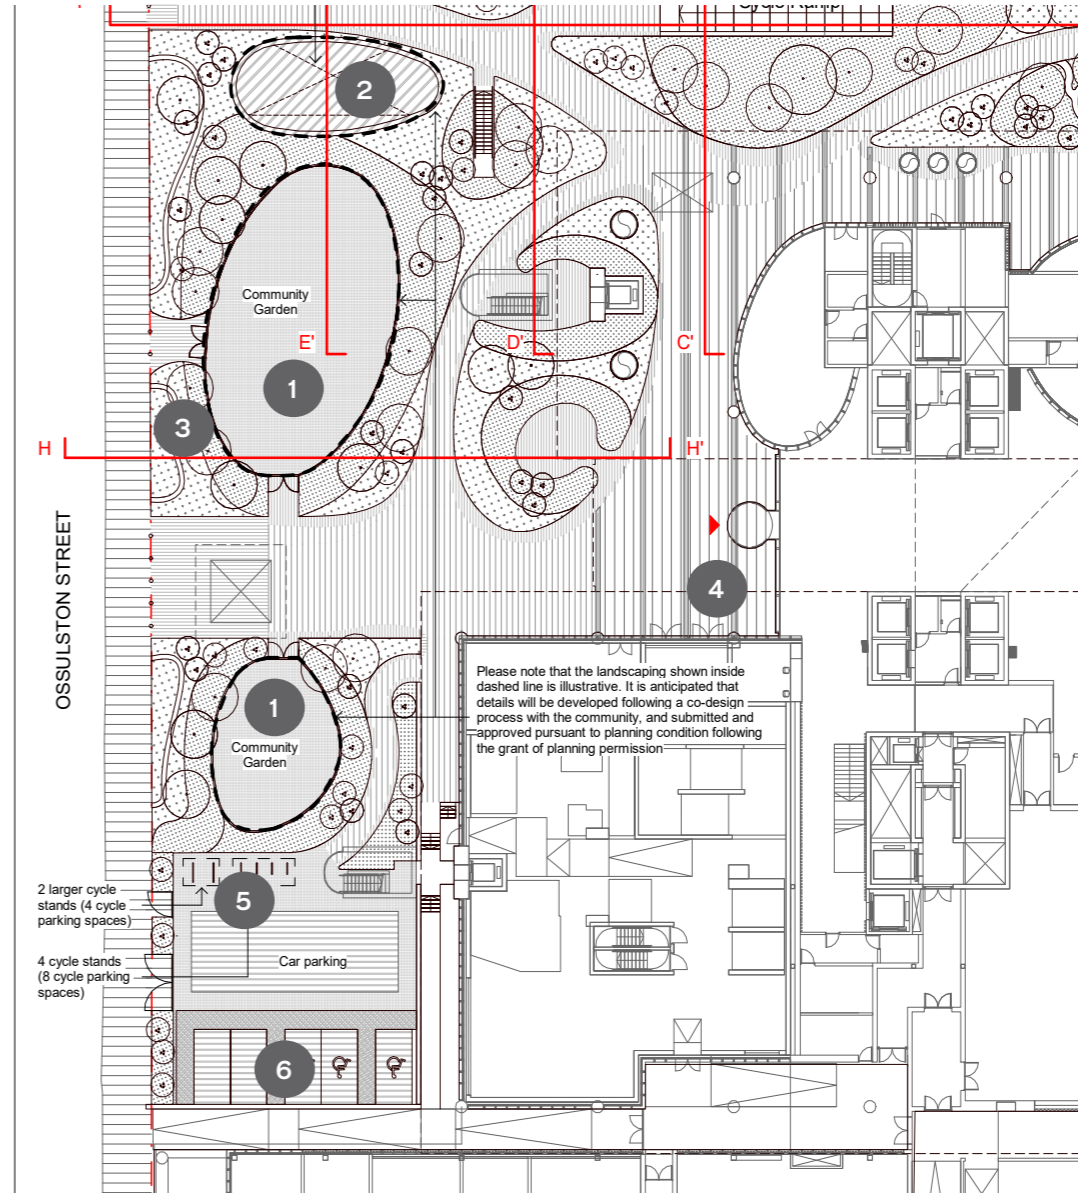 Cycle Ramp
2
Community
Garden
E'
D'
C'
1
3
H
H'
OSSULSTON STREET
4
Please note that the landscaping shown inside
dashed line is illustrative. It is anticipated that
details will be developed following a co-design
process with the community, and submitted and
approved pursuant to planning condition following
the grant of planning permission
1
Community
Garden
2 larger cycle
stands (4 cycle
parking spaces)
5
4 cycle stands
(8 cycle parking
spaces)
Car parking
6